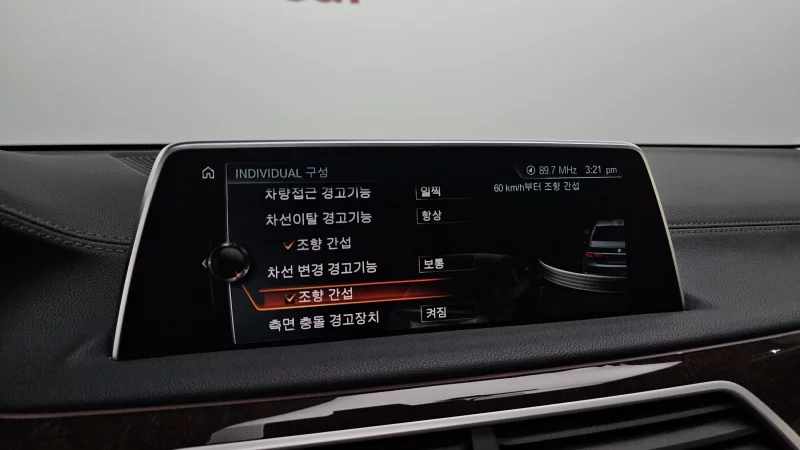 INDIVIDUAL 구성
89.7 MHz 3:21 pm
차량접근 경고기능 일찍
60 km/h부터 조향 간섭
차선이탈 경고기능 항상
조향 간섭
차선 변경 경고기능 보통
조향 간섭
측면 충돌 경고장치 켜짐